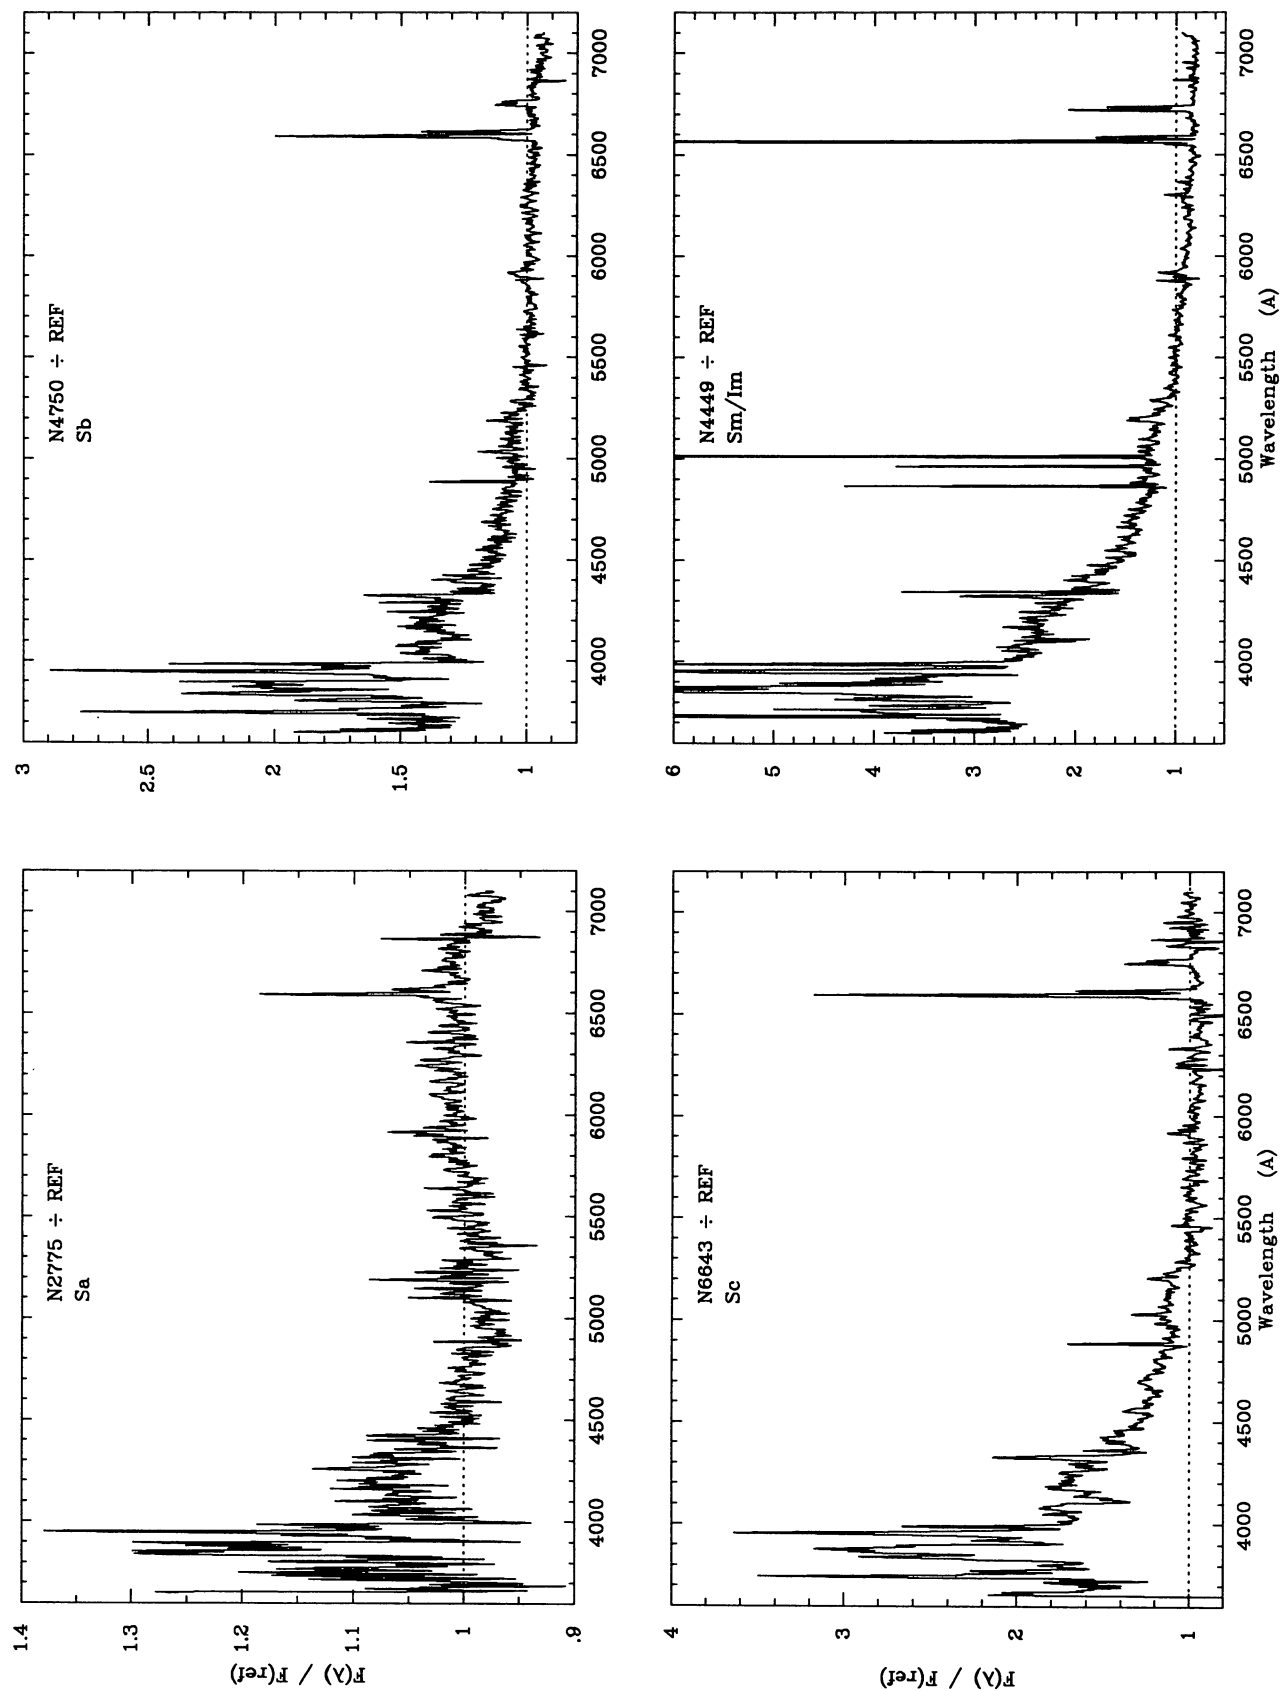 N2775 ÷ REF
Sa
1.4
1.3
1.2
1.1
1
.9
F(λ) / F(ref)
4000 4500 5000 5500 6000 6500 7000
N4750 ÷ REF
Sb
3
2.5
2
1.5
1
4000 4500 5000 5500 6000 6500 7000
N6643 ÷ REF
Sc
4
3
2
1
F(λ) / F(ref)
4000 4500 5000 5500 6000 6500 7000
Wavelength (A)
N4449 ÷ REF
Sm/Im
6
5
4
3
2
1
4000 4500 5000 5500 6000 6500 7000
Wavelength (A)